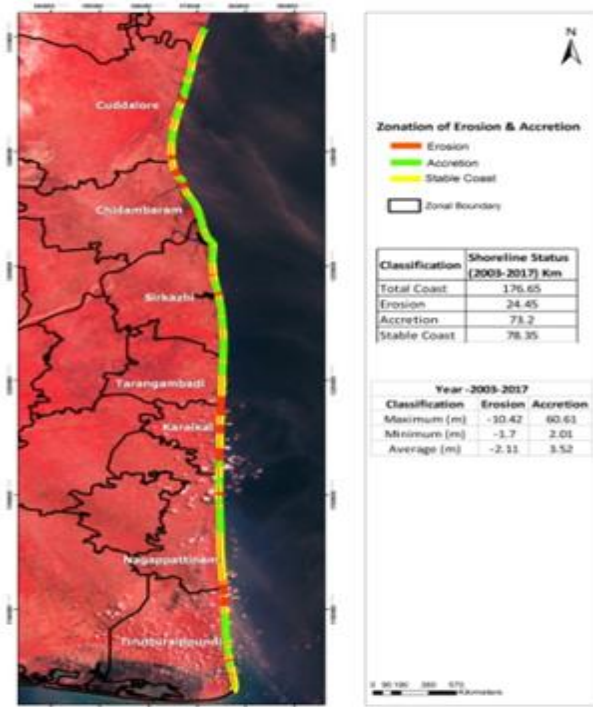 Cuddalore
Chidambaram
Sirkazhi
Tarangambadi
Karaikal
Nagappattinam
Tiruturaipoundi
N
Zonation of Erosion & Accretion
Erosion
Accretion
Stable Coast
Zonal Boundary
Classification Shoreline Status (2003-2017) Km
Total Coast 176.65
Erosion 24.45
Accretion 73.2
Stable Coast 78.35
Year -2003-2017
Classification Erosion Accretion
Maximum (m) -10.42 60.61
Minimum (m) -1.7 2.01
Average (m) -2.11 3.52
Kilometers